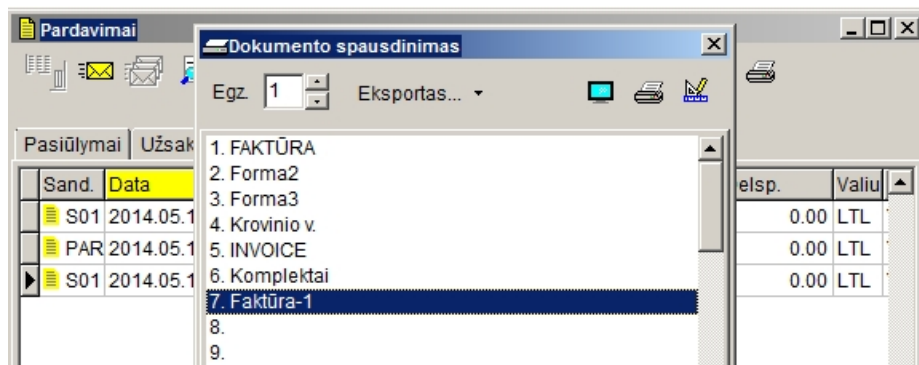 Pardavimai
Dokumento spausdinimas
Egz. 1 Eksportas...
Pasiūlymai Užsak
1. FAKTŪRA
2. Forma2
3. Forma3
4. Krovinio v.
5. INVOICE
6. Komplektai
7. Faktūra-1
8.
9.
Sand. Data elsp. Valiu
S01 2014.05.1 0.00 LTL
PAR 2014.05.1 0.00 LTL
S01 2014.05.1 0.00 LTL